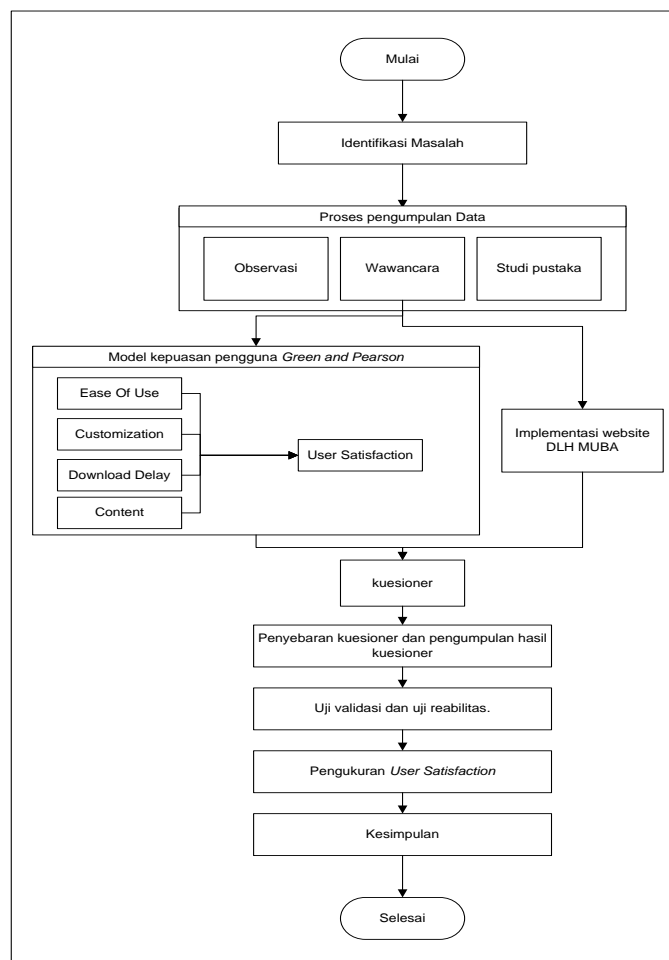 Mulai
Identifikasi Masalah
Proses pengumpulan Data
Observasi
Wawancara
Studi pustaka
Model kepuasan pengguna Green and Pearson
Ease Of Use
Customization
Download Delay
Content
User Satisfaction
Implementasi website
DLH MUBA
kuesioner
Penyebaran kuesioner dan pengumpulan hasil
kuesioner
Uji validasi dan uji reabilitas.
Pengukuran User Satisfaction
Kesimpulan
Selesai